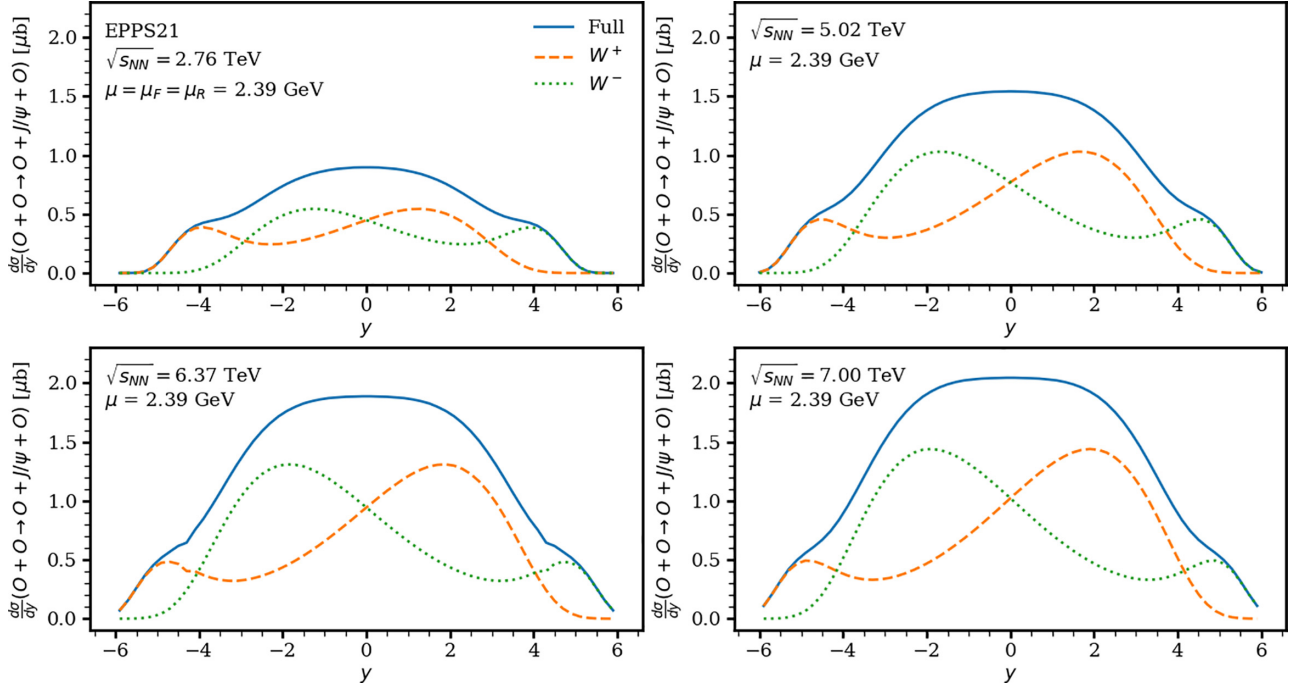 EPPS21
√s_NN = 2.76 TeV
μ = μ_F = μ_R = 2.39 GeV
Full
W⁺
W⁻
dσ/dy (O + O → O + J/ψ + O) [μb]
2.0
1.5
1.0
0.5
0.0
−6 −4 −2 0 2 4 6
y
√s_NN = 5.02 TeV
μ = 2.39 GeV
dσ/dy (O + O → O + J/ψ + O) [μb]
2.0
1.5
1.0
0.5
0.0
−6 −4 −2 0 2 4 6
y
√s_NN = 6.37 TeV
μ = 2.39 GeV
dσ/dy (O + O → O + J/ψ + O) [μb]
2.0
1.5
1.0
0.5
0.0
−6 −4 −2 0 2 4 6
y
√s_NN = 7.00 TeV
μ = 2.39 GeV
dσ/dy (O + O → O + J/ψ + O) [μb]
2.0
1.5
1.0
0.5
0.0
−6 −4 −2 0 2 4 6
y